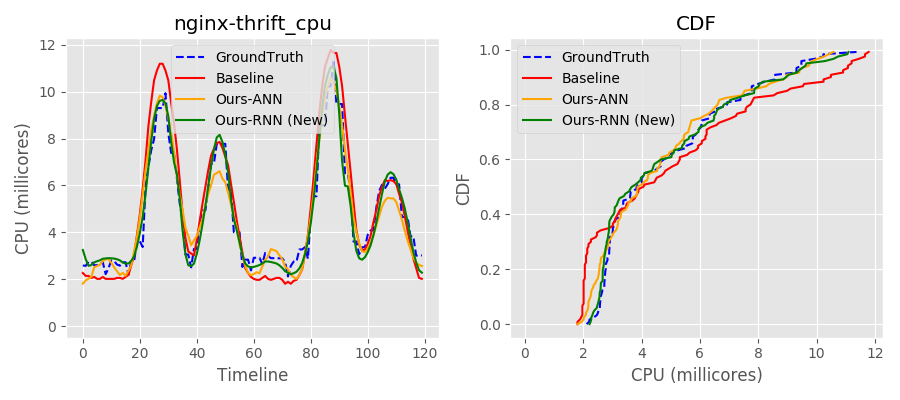 nginx-thrift_cpu
CPU (millicores)
12
10
8
6
4
2
0
GroundTruth
Baseline
Ours-ANN
Ours-RNN (New)
0 20 40 60 80 100 120
Timeline
CDF
CDF
1.0
0.8
0.6
0.4
0.2
0.0
GroundTruth
Baseline
Ours-ANN
Ours-RNN (New)
0 2 4 6 8 10 12
CPU (millicores)